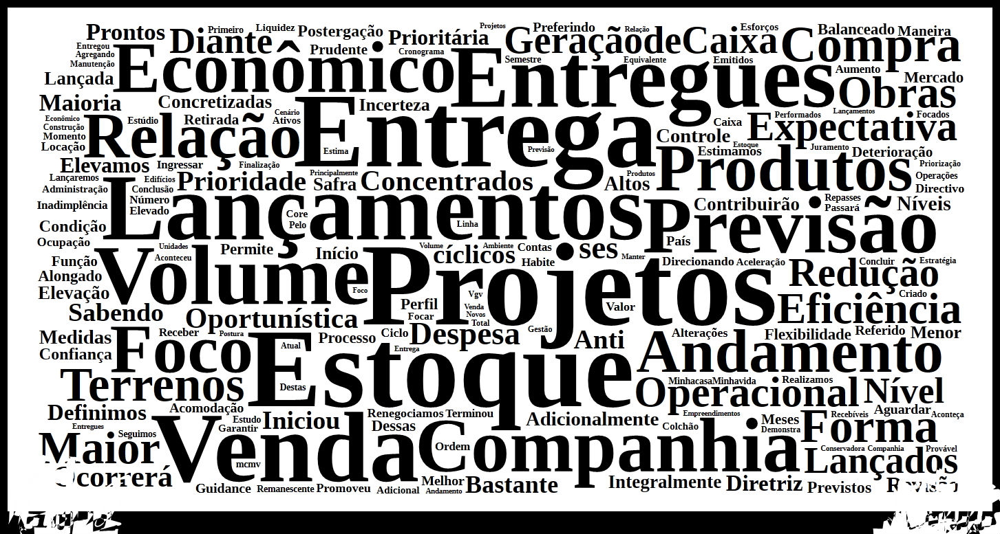 Prontos Diante Primeiro Liquidez Postergação Prioritária Projetos Preferindo GeraçãodeCaixa Relação Esforços Compra Balanceado Maneira
Entregou Agregando Manutenção Econômico Prudente Cronograma Entregues Semestre Equivalente Emitidos Aumento Mercado
Lançada Obras
Maioria Concretizadas Cenário Ativos Entrega Incerteza Caixa Expectativa Performados Lançamentos Focados
Econômico Construção Momento Locação Relação Estúdio Retirada Estima Previsão Controle Estoque Estimamos Juramento Deterioração
Elevamos Ingressar Finalização Principalmente Produtos Produtos Priorização
Lançaremos Edifícios Prioridade Safra Concentrados Altos Operações
Administração Conclusão Directivo
Inadimplência Número Elevado Lançamentos Core Pelo Linha Previsão Contribuirão Repasses Passará Níveis
Condição País
Ocupação Unidades Permite Início Volume cíclicos Ambiente Contas Habite ses Manter Direcionando Aceleração Concluir Estratégia
Função Aconteceu Volume Projetos Redução
Alongado
Elevação Foco Perfil Vgv Valor Eficiência Criado
Sabendo Oportunística Focar Venda Novos Total
Medidas Receber Postura Processo Ciclo Despesa Gestão Anti Alterações Flexibilidade Referido Menor
Confiança Foco Atual Estoque Entrega Andamento
Terrenos Destas Operacional MinhacasaMinhavida Realizamos Nível
Definimos Acomodação Estudo Garantir Iniciou Renegociamos Terminou Dessas Adicionalmente Empreendimentos Colchão Meses Demonstra Forma Recebíveis Aguardar Aconteça
Entregues Seguimos
Maior Venda mcmv Companhia Ordem Lançados Conservadora Companhia Provável
Ocorrerá Guidance Remanescente Promoveu Adicional Melhor Andamento Bastante Integralmente Diretriz Previstos